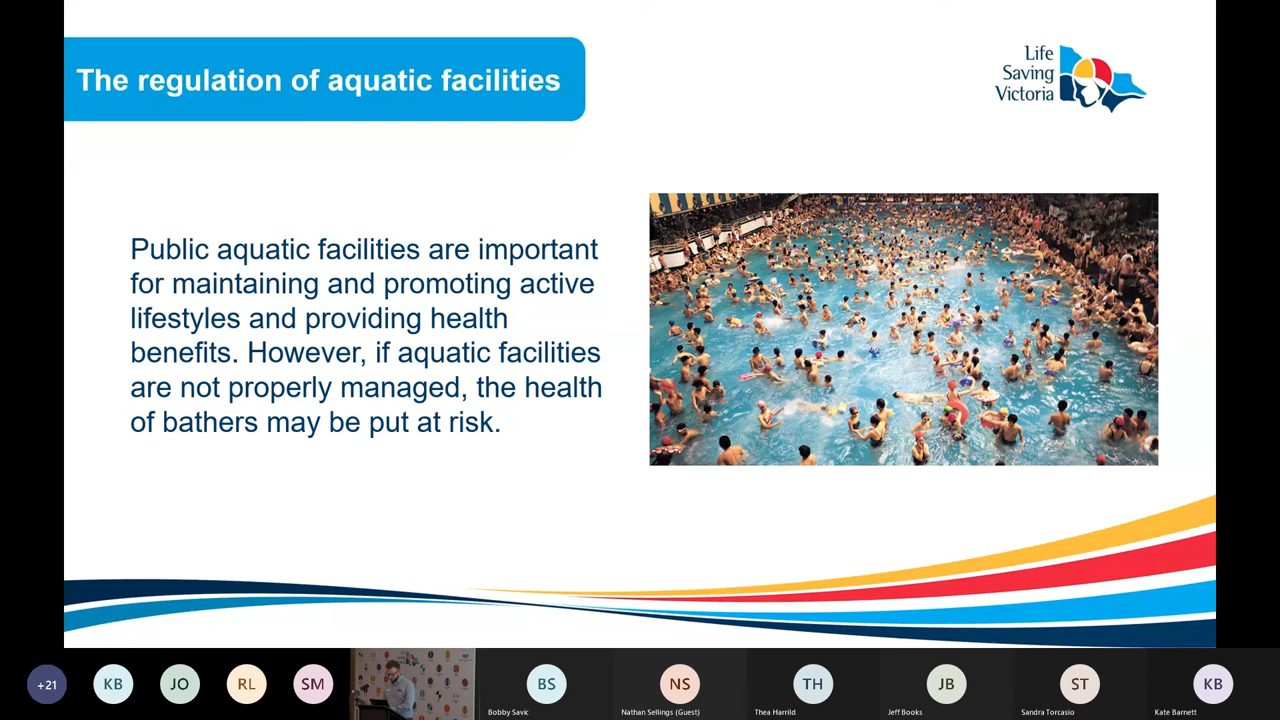 The regulation of aquatic facilities
Life
Saving
Victoria
Public aquatic facilities are important
for maintaining and promoting active
lifestyles and providing health
benefits. However, if aquatic facilities
are not properly managed, the health
of bathers may be put at risk.
+21
KB
JO
RL
SM
BS
NS
TH
JB
ST
KB
Bobby Savic
Nathan Sellings (Guest)
Thea Harrild
Jeff Books
Sandra Torcasio
Kate Barnett